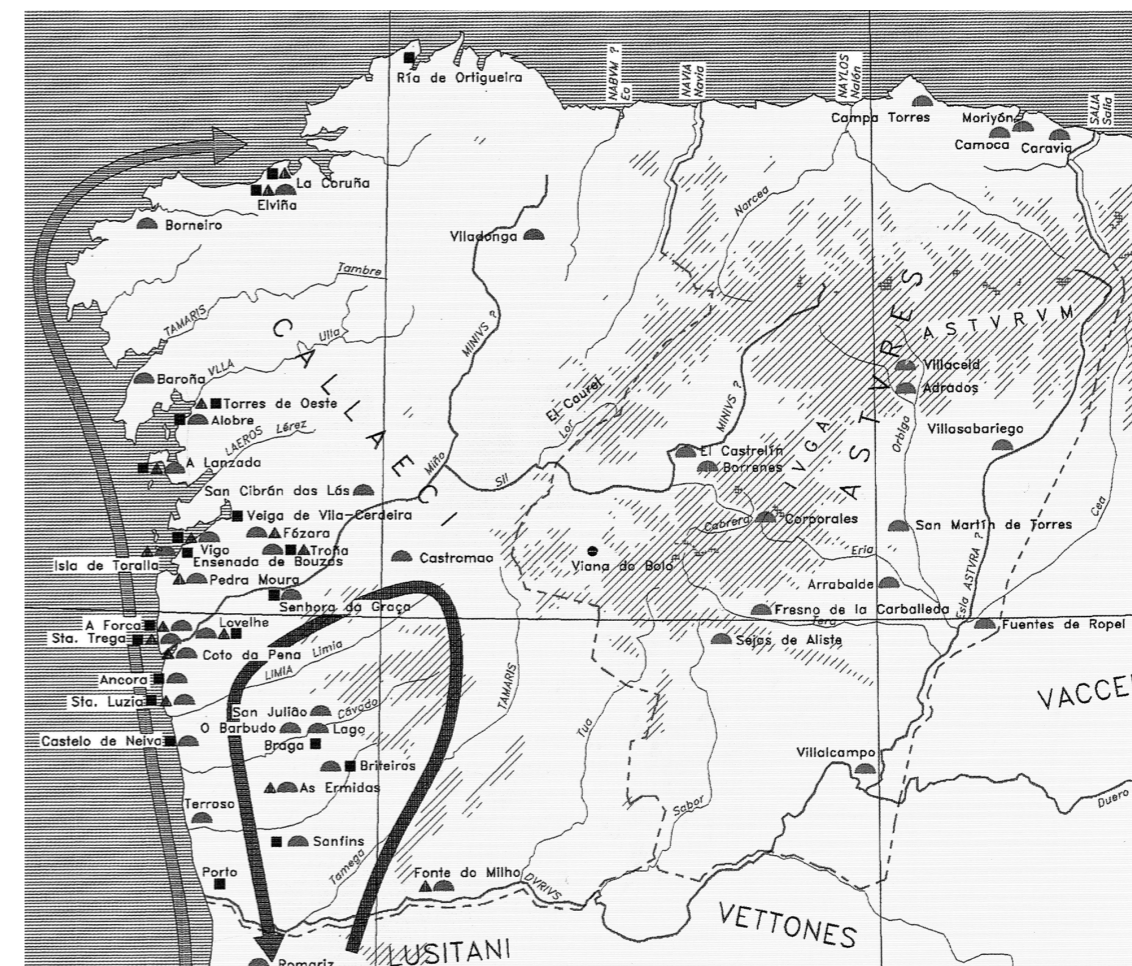 Ría de Ortigueira
NABVM ?
Eo
NAVIA
Navia
NAYLOS
Nalón
SALIA
Salia
Campa Torres
Moriyón
Camoca
Caravia
La Coruña
Elviña
Borneiro
Viladonga
Narcea
Tambre
TAMARIS
CALLAECI
MINIVS ?
Ulla
VLLA
ASTVRVM
ASTVRES
IVGA
Villaceid
Adrados
Baroña
Torres de Oeste
Alobre
LAEROS
Lérez
El Caurel
Lor
MINIVS ?
Orbigo
Villasabariego
A Lanzada
Miño
Sil
El Castrelín
Borrenes
San Cibrán das Lás
Veiga de Vila-Cerdeira
Fózara
Vigo
Troña
Isla de Toralla
Ensenada de Bouzas
Castromao
Viana do Bolo
Cabrera
Corporales
San Martín de Torres
Cea
Eria
Esla
ASTVRA ?
Pedra Moura
Senhora da Graça
Arrabalde
Fresno de la Carballeda
Tera
Fuentes de Ropel
A Forca
Lovelhe
Sta. Trega
Sejas de Aliste
Coto da Pena
LIMIA
Limia
TAMARIS
Ancora
Sta. Luzia
VACCE
San Julião
Cávado
O Barbudo
Lago
Tua
Castelo de Neiva
Braga
Villalcampo
Briteiros
As Ermidas
Sabor
Duero
Terroso
Sanfins
Tamega
Porto
Fonte do Milho
DVRIVS
VETTONES
LUSITANI
Romariz